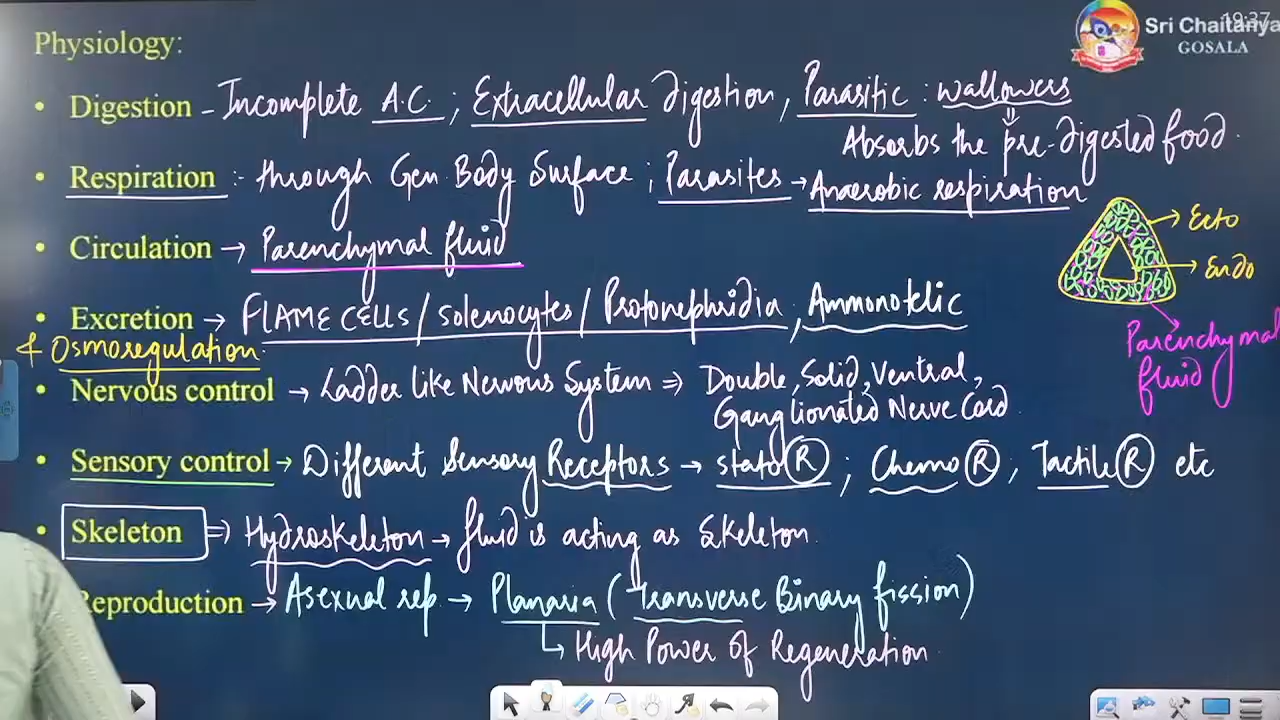 19:37
Sri Chaitanya
GOSALA
Physiology:
• Digestion - Incomplete A.C. ; Extracellular digestion, Parasitic : wallowers
⇓
Absorbs the pre-digested food.
• Respiration :- through Gen Body Surface ; Parasites → Anaerobic respiration
• Circulation → Parenchymal fluid
→ Ecto
→ Endo
Parenchymal
fluid
• Excretion → FLAME CELLS / Solenocytes / Protonephridia, Ammonotelic
& Osmoregulation.
• Nervous control → Ladder like Nervous System ⇒ Double, Solid, Ventral,
Ganglionated Nerve Cord.
• Sensory control → Different Sensory Receptors → stato Ⓡ ; Chemo Ⓡ ; Tactile Ⓡ etc
• Skeleton ⇒ Hydroskeleton → fluid is acting as Skeleton.
Reproduction → Asexual rep. → Planaria (Transverse Binary fission)
↳ High Power of Regeneration.